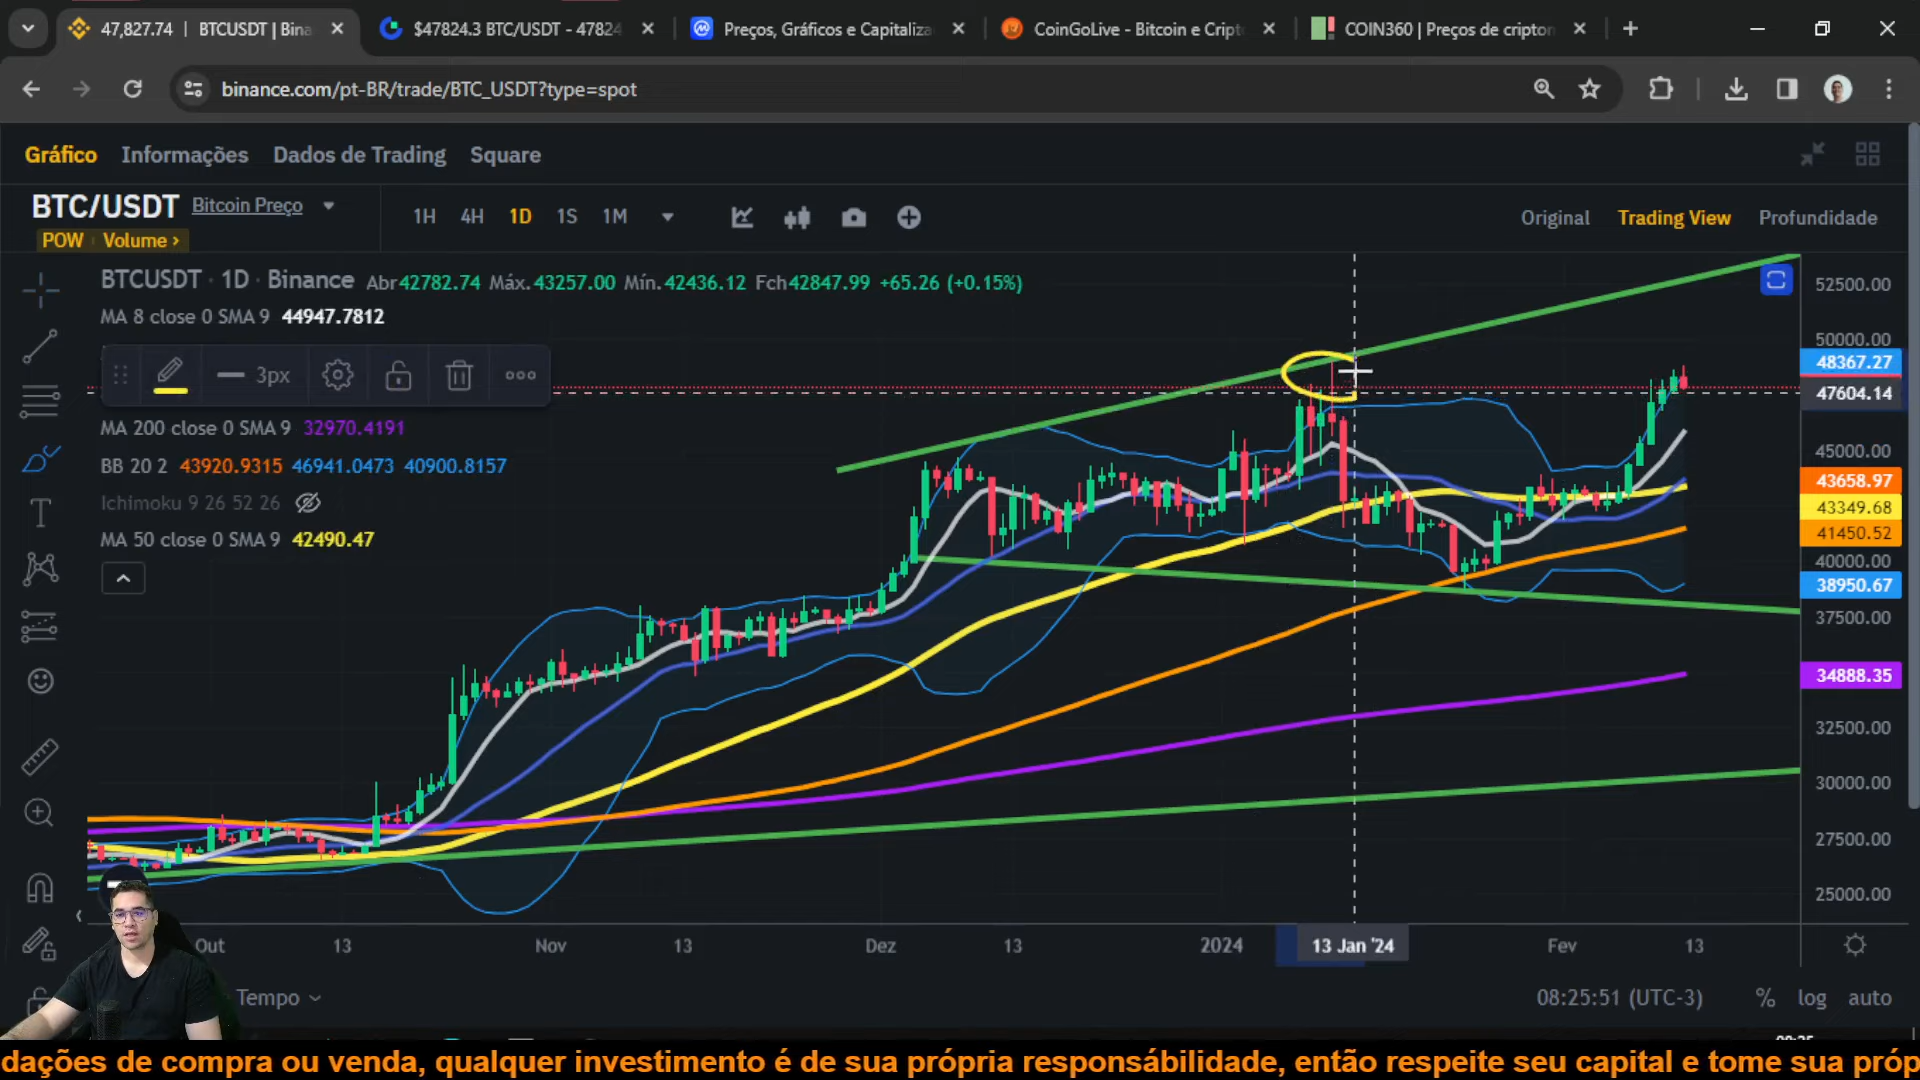 47,827.74 | BTCUSDT | Bina
$47824.3 BTC/USDT - 47824
Preços, Gráficos e Capitaliza
CoinGoLive - Bitcoin e Cript
COIN360 | Preços de cripton
binance.com/pt-BR/trade/BTC_USDT?type=spot
Gráfico Informações Dados de Trading Square
BTC/USDT Bitcoin Preço
POW Volume >
1H 4H 1D 1S 1M
Original Trading View Profundidade
BTCUSDT · 1D · Binance Abr42782.74 Máx.43257.00 Mín.42436.12 Fch42847.99 +65.26 (+0.15%)
MA 8 close 0 SMA 9 44947.7812
3px
MA 200 close 0 SMA 9 32970.4191
BB 20 2 43920.9315 46941.0473 40900.8157
Ichimoku 9 26 52 26
MA 50 close 0 SMA 9 42490.47
52500.00
50000.00
48367.27
47604.14
45000.00
43658.97
43349.68
41450.52
40000.00
38950.67
37500.00
34888.35
32500.00
30000.00
27500.00
25000.00
Out 13 Nov 13 Dez 13 2024 13 Jan '24 Fev 13
Tempo
08:25:51 (UTC-3) % log auto
dações de compra ou venda, qualquer investimento é de sua própria responsábilidade, então respeite seu capital e tome sua próp